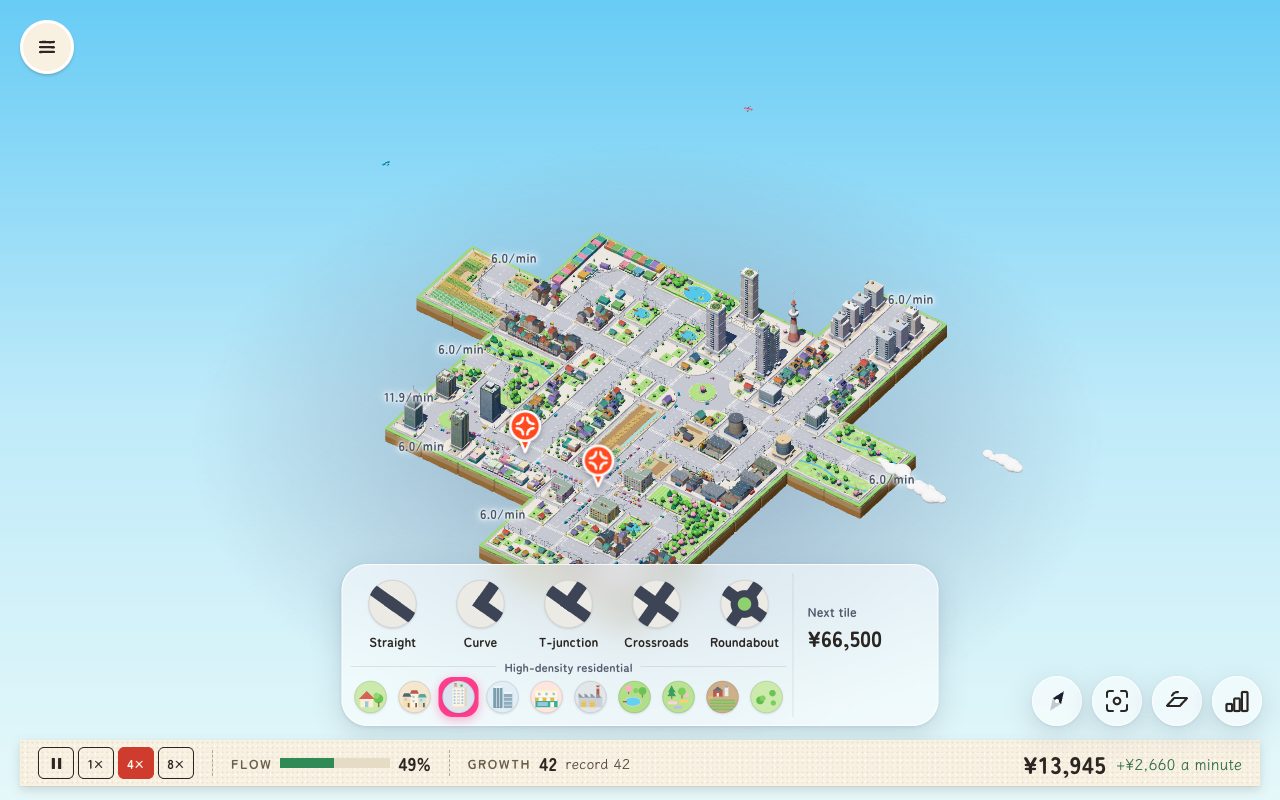 6.0/min
6.0/min
6.0/min
11.9/min
6.0/min
6.0/min
6.0/min
Straight
Curve
T-junction
Crossroads
Roundabout
Next tile
¥66,500
High-density residential
1×
4×
8×
FLOW
49%
GROWTH 42 record 42
¥13,945 +¥2,660 a minute